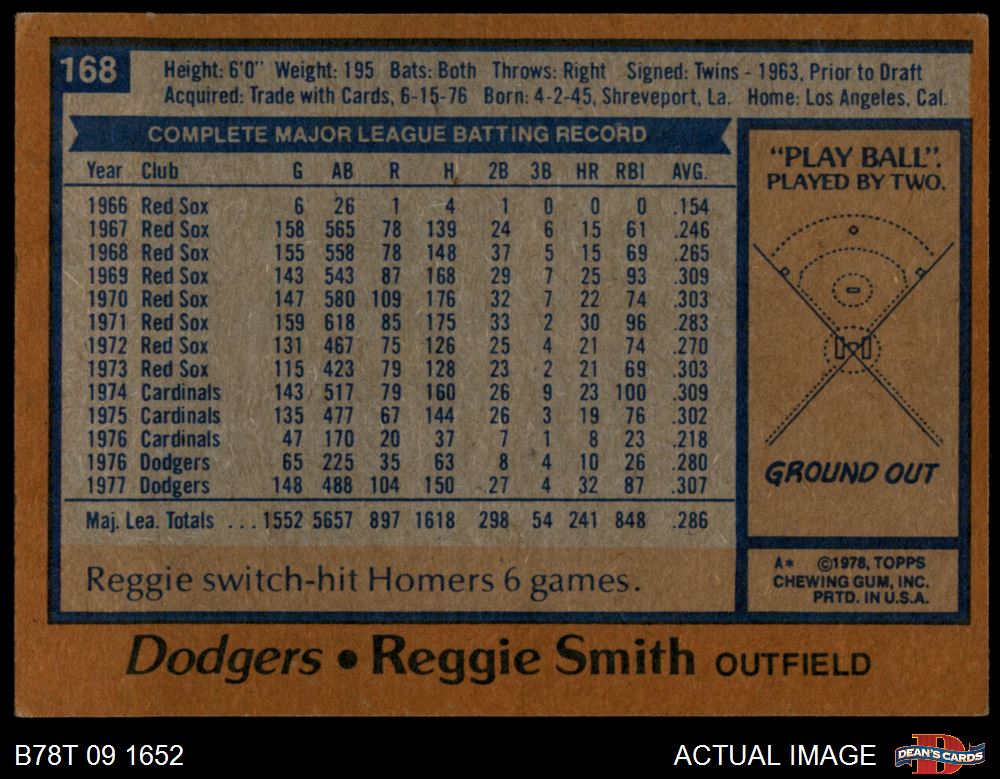 168
Height: 6'0" Weight: 195 Bats: Both Throws: Right Signed: Twins - 1963, Prior to Draft
Acquired: Trade with Cards, 6-15-76 Born: 4-2-45, Shreveport, La. Home: Los Angeles, Cal.
COMPLETE MAJOR LEAGUE BATTING RECORD
Year Club G AB R H 2B 3B HR RBI AVG.
1966 Red Sox 6 26 1 4 1 0 0 0 .154
1967 Red Sox 158 565 78 139 24 6 15 61 .246
1968 Red Sox 155 558 78 148 37 5 15 69 .265
1969 Red Sox 143 543 87 168 29 7 25 93 .309
1970 Red Sox 147 580 109 176 32 7 22 74 .303
1971 Red Sox 159 618 85 175 33 2 30 96 .283
1972 Red Sox 131 467 75 126 25 4 21 74 .270
1973 Red Sox 115 423 79 128 23 2 21 69 .303
1974 Cardinals 143 517 79 160 26 9 23 100 .309
1975 Cardinals 135 477 67 144 26 3 19 76 .302
1976 Cardinals 47 170 20 37 7 1 8 23 .218
1976 Dodgers 65 225 35 63 8 4 10 26 .280
1977 Dodgers 148 488 104 150 27 4 32 87 .307
Maj. Lea. Totals ... 1552 5657 897 1618 298 54 241 848 .286
Reggie switch-hit Homers 6 games.
"PLAY BALL".
PLAYED BY TWO.
GROUND OUT
A* ©1978, TOPPS
CHEWING GUM, INC.
PRTD. IN U.S.A.
Dodgers • Reggie Smith OUTFIELD
B78T 09 1652
ACTUAL IMAGE
D
DEAN'S CARDS